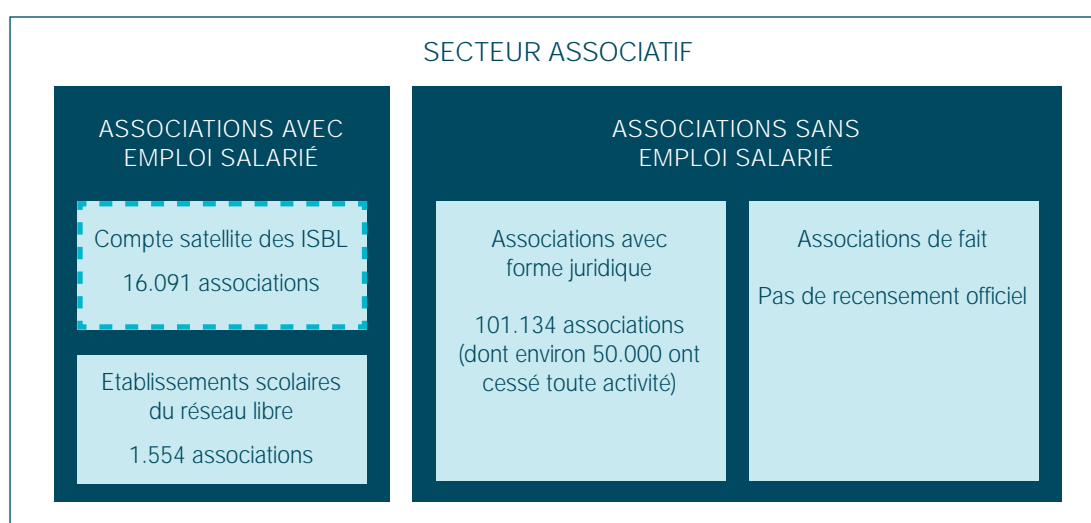 SECTEUR ASSOCIATIF
ASSOCIATIONS AVEC
EMPLOI SALARIÉ
Compte satellite des ISBL
16.091 associations
Etablissements scolaires
du réseau libre
1.554 associations
ASSOCIATIONS SANS
EMPLOI SALARIÉ
Associations avec
forme juridique
101.134 associations
(dont environ 50.000 ont
cessé toute activité)
Associations de fait
Pas de recensement officiel